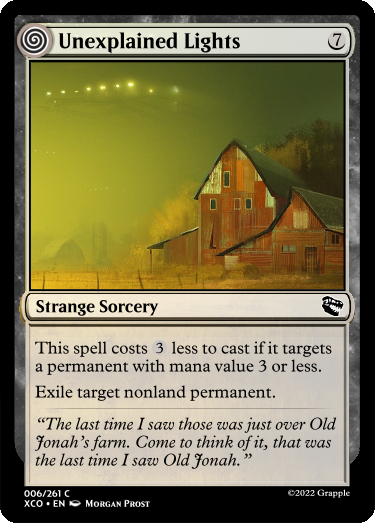 Unexplained Lights 7
Strange Sorcery
This spell costs 3 less to cast if it targets
a permanent with mana value 3 or less.
Exile target nonland permanent.
"The last time I saw those was just over Old
Jonah's farm. Come to think of it, that was
the last time I saw Old Jonah."
006/261 C
XCO • EN Morgan Prost
©2022 Grapple